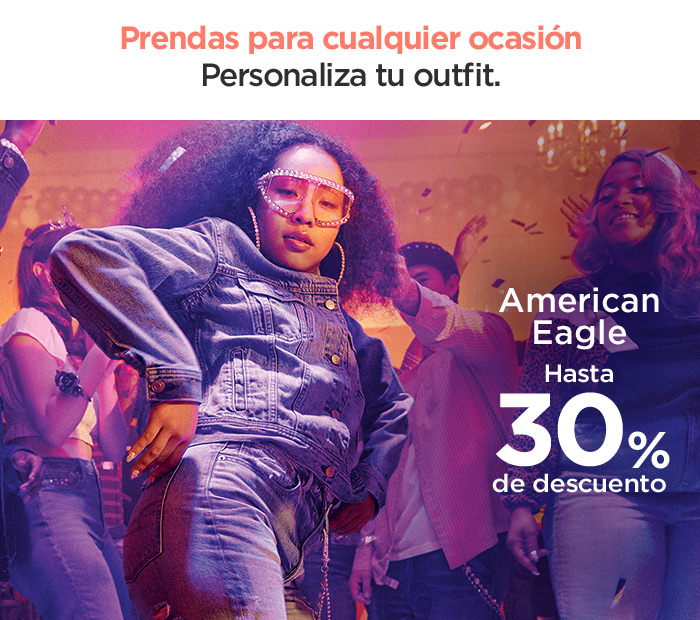 Prendas para cualquier ocasión
Personaliza tu outfit.
American
Eagle
Hasta
30%
de descuento